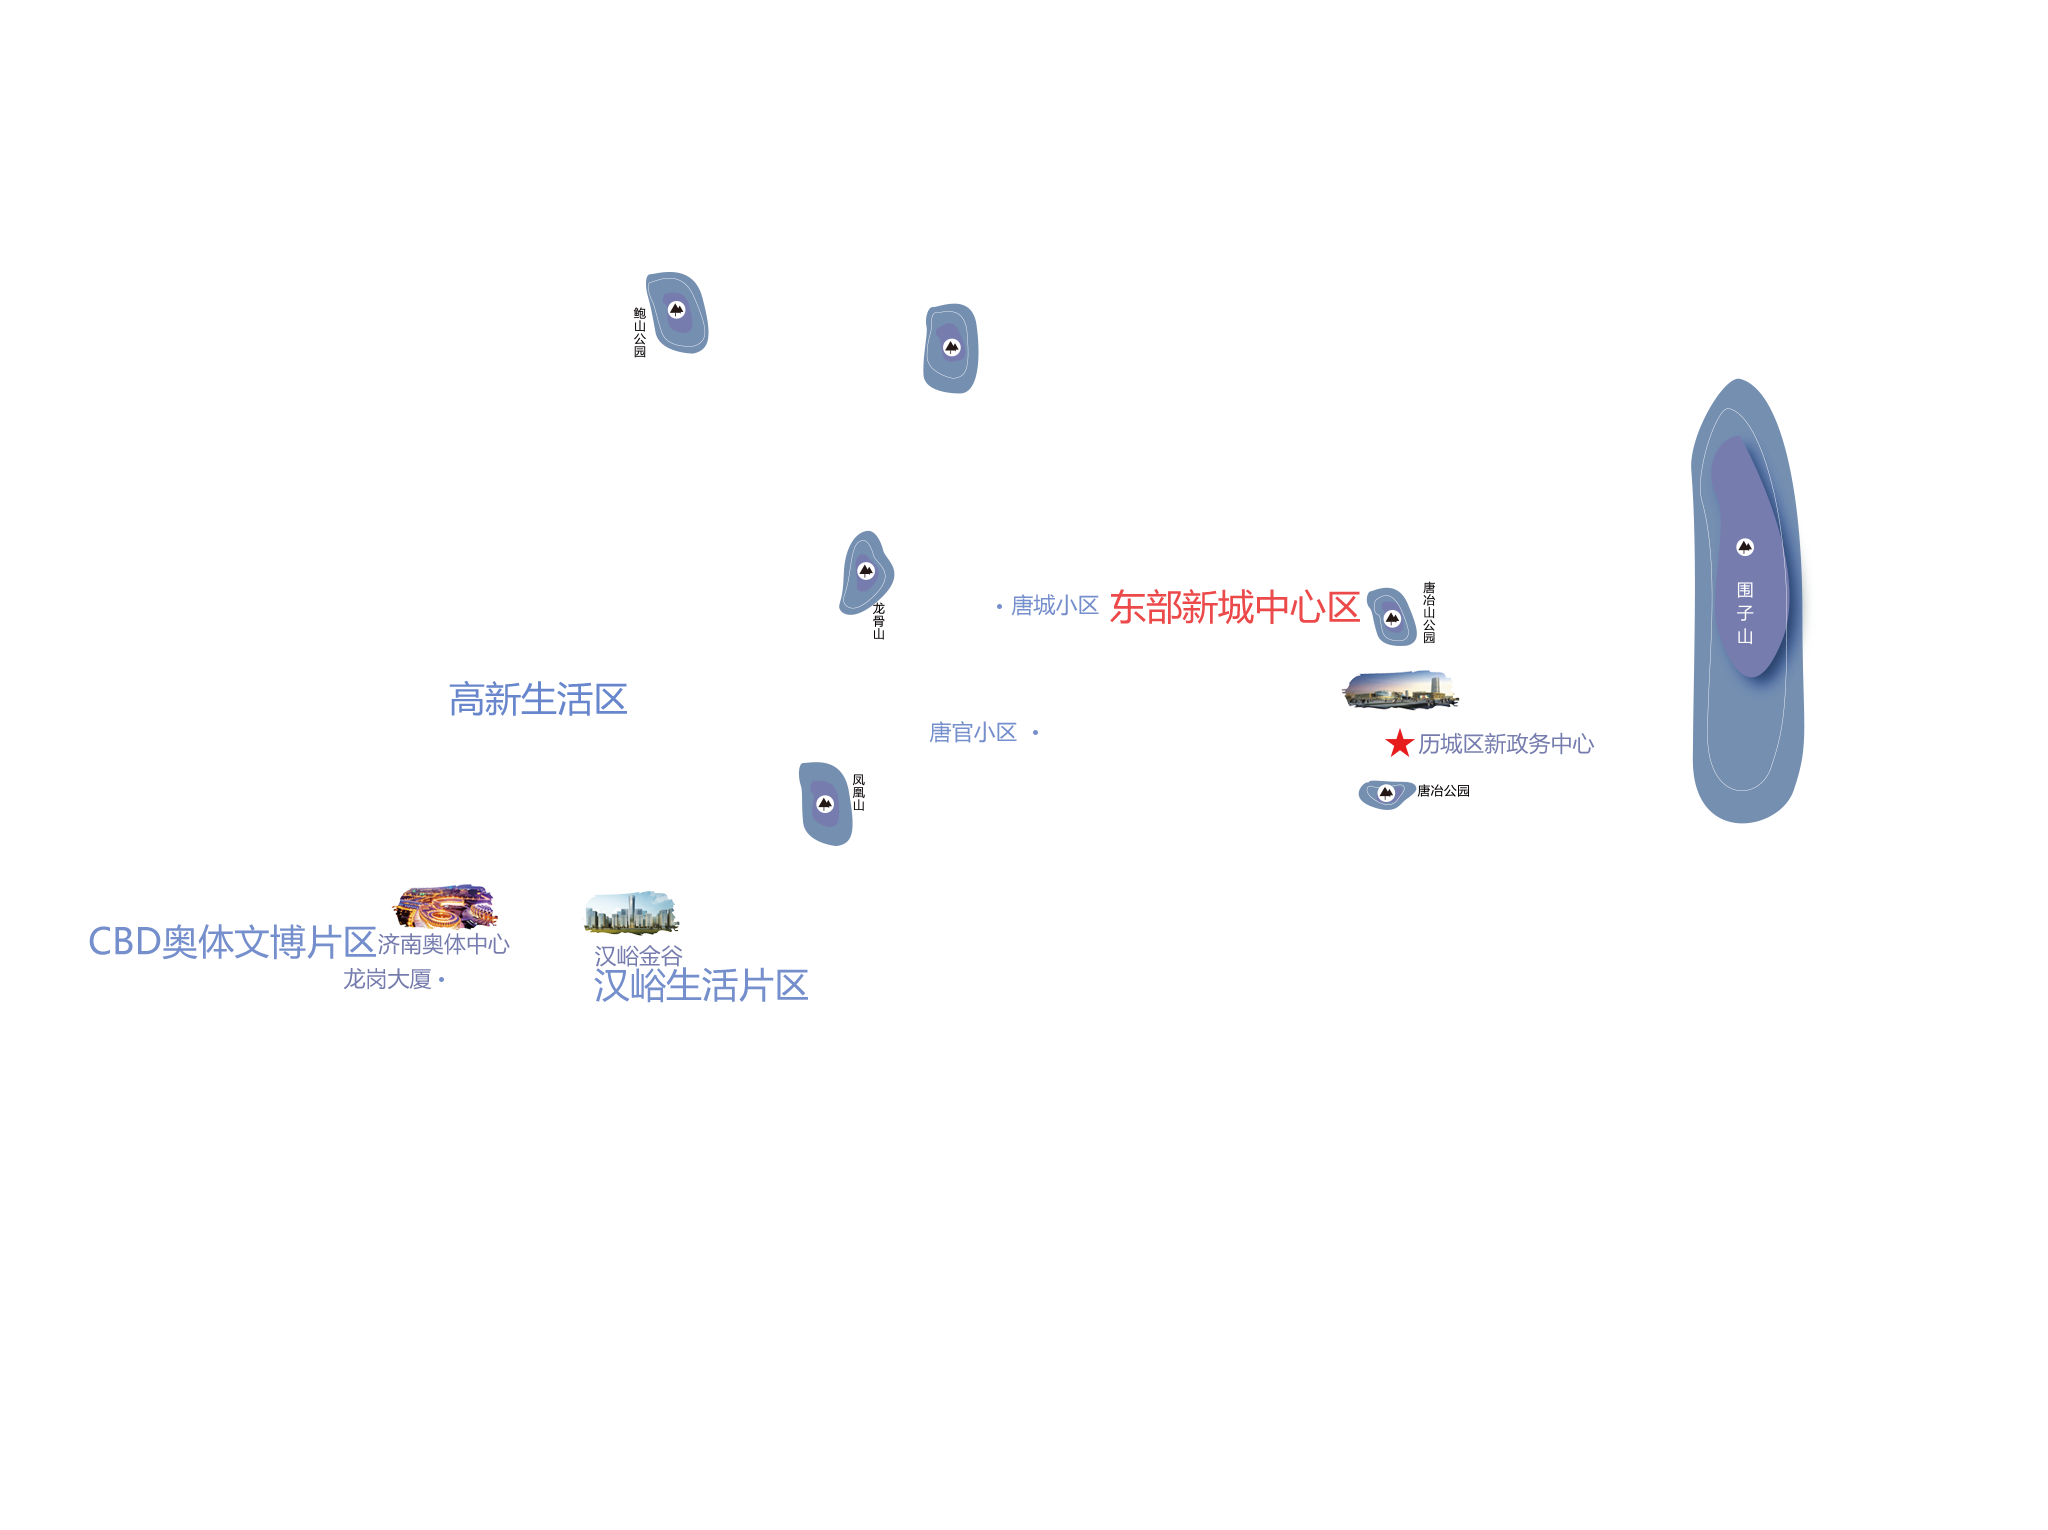 鲍山公园
龙骨山
唐城小区
东部新城中心区
唐冶山公园
围子山
高新生活区
唐官小区
历城区新政务中心
凤凰山
唐冶公园
CBD奥体文博片区
济南奥体中心
龙岗大厦
汉峪金谷
汉峪生活片区